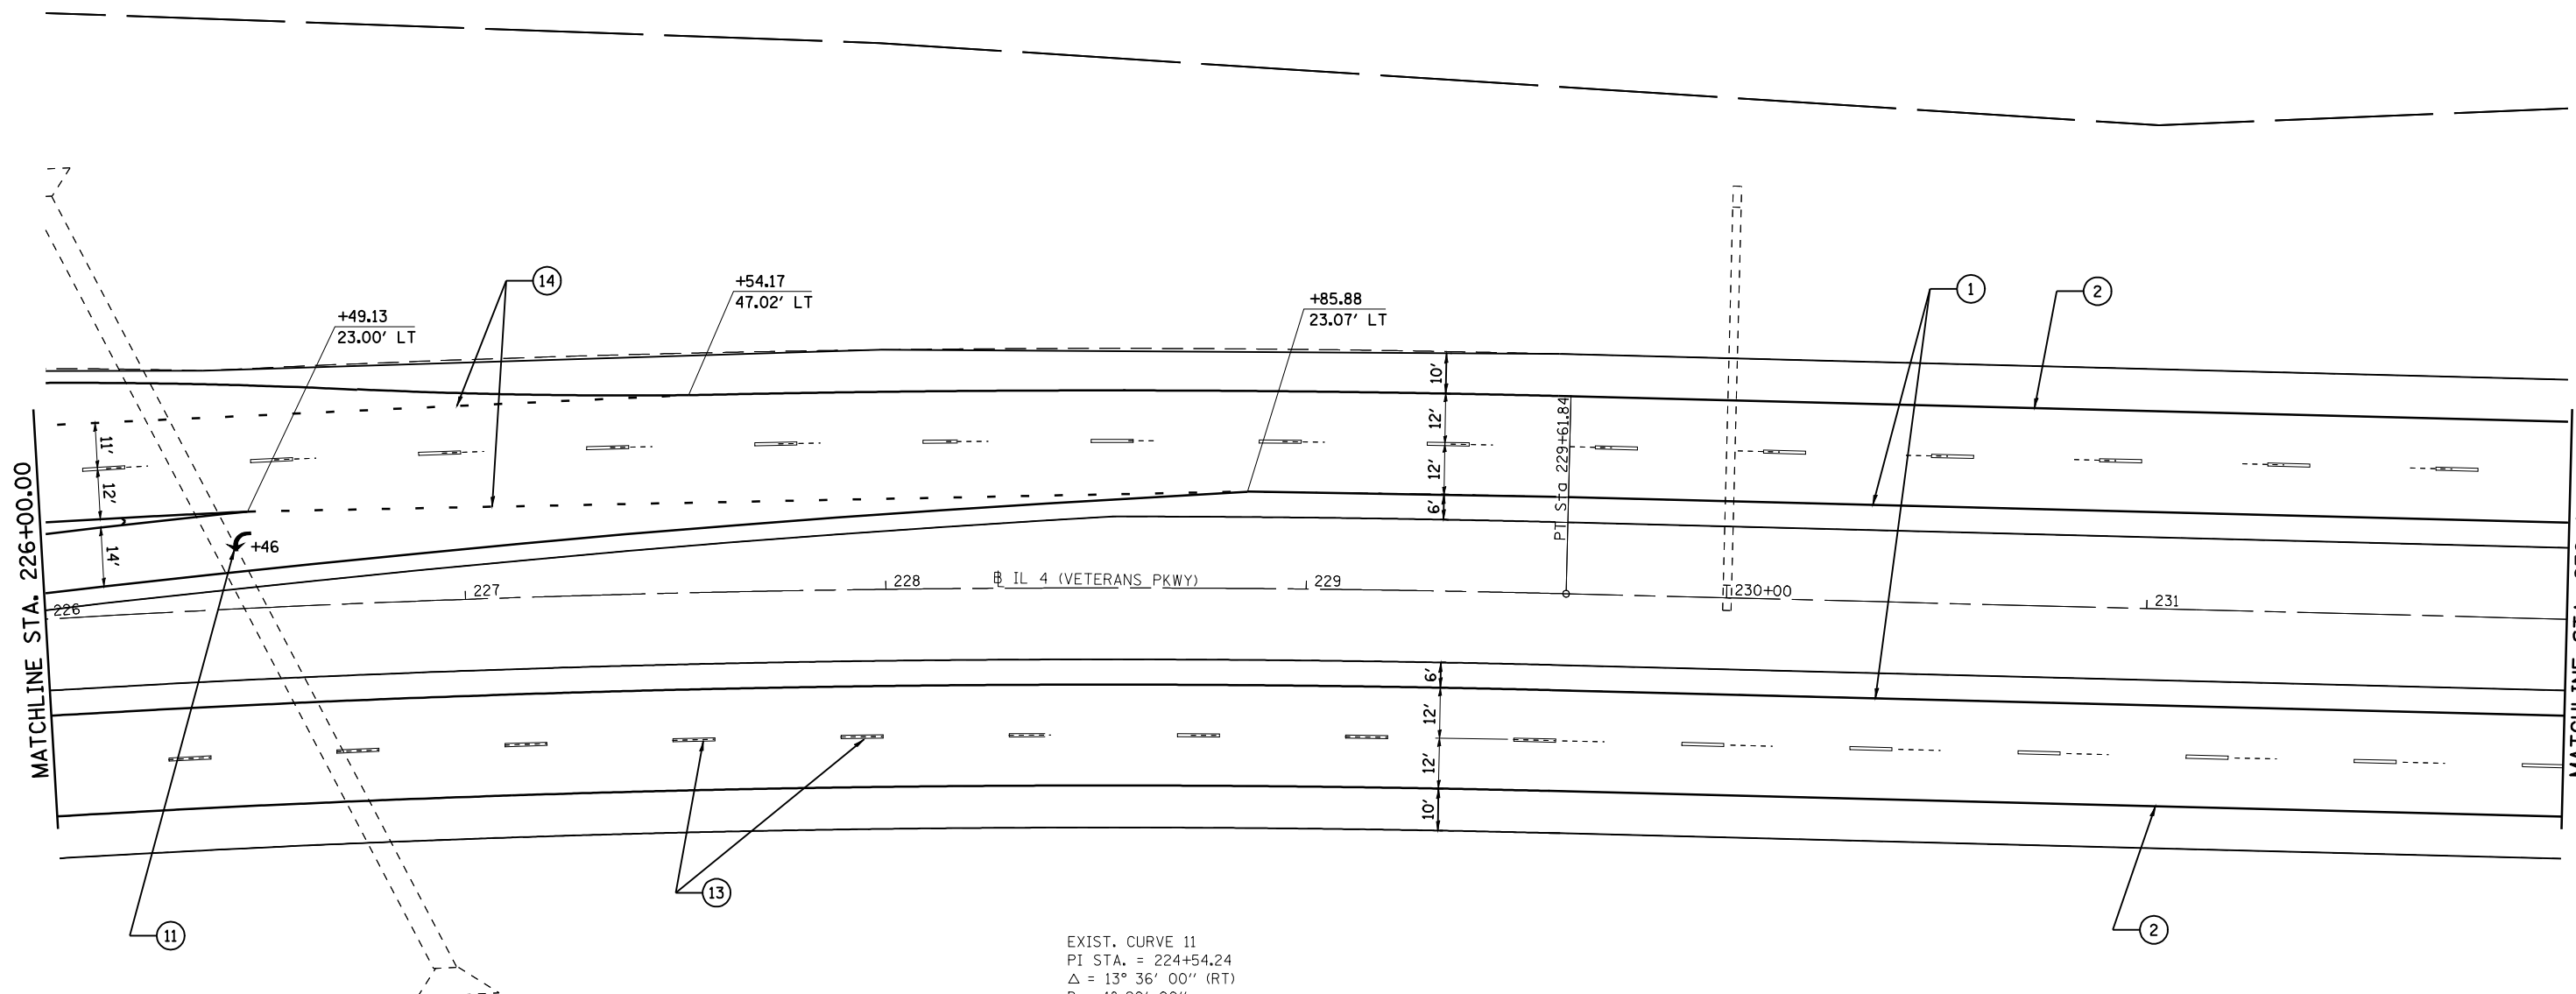 14
+54.17
47.02' LT
+85.88
23.07' LT
1
2
+49.13
23.00' LT
10'
12'
12'
6'
PT Sta 229+61.84
11'
12'
14'
+46
MATCHLINE STA. 226+00.00
226
227
228
℄ IL 4 (VETERANS PKWY)
229
230+00
231
6'
12'
12'
10'
13
11
2
EXIST. CURVE 11
PI STA. = 224+54.24
Δ = 13° 36' 00" (RT)
MATCHLINE